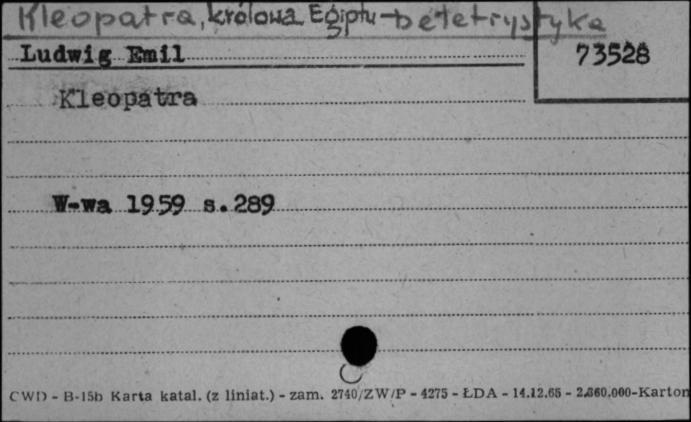 Kleopatra, królowa Egiptu - beletrystyka
Ludwig Emil
73528
Kleopatra
W-wa 1959 s. 289
CWD - B-15b Karta katal. (z liniat.) - zam. 2740/ZW/P - 4275 - ŁDA - 14.12.65 - 2.860.000-Karton